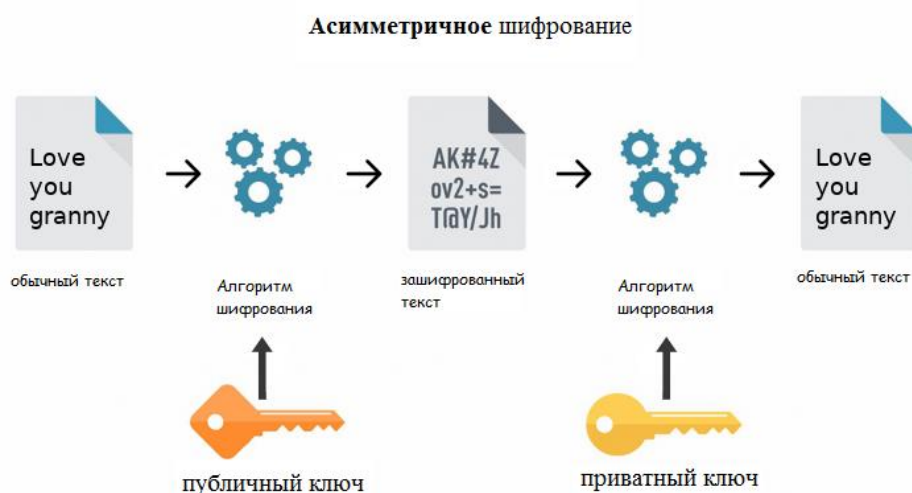 Асимметричное шифрование
Love
you
granny
обычный текст
Алгоритм
шифрования
AK#4Z
ov2+s=
T@Y/Jh
зашифрованный
текст
Алгоритм
шифрования
Love
you
granny
обычный текст
публичный ключ
приватный ключ